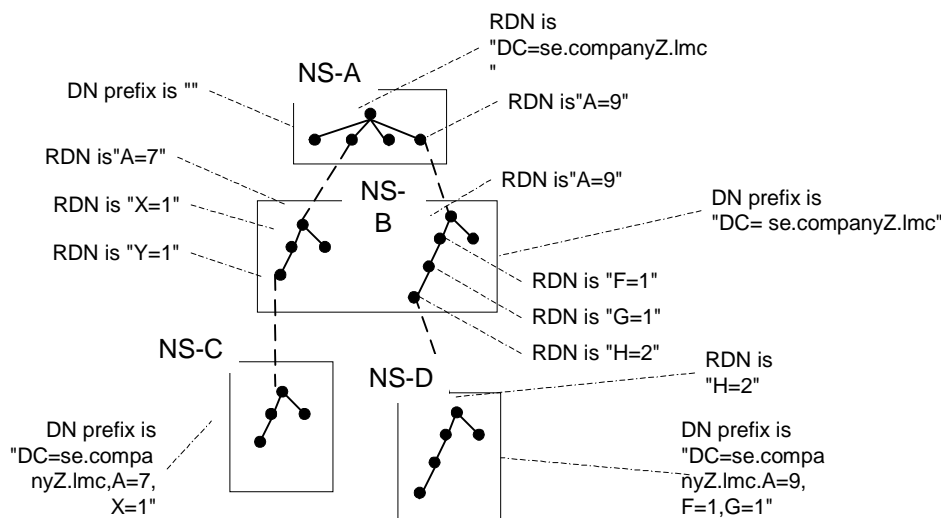 RDN is
"DC=se.companyZ.lmc
"
NS-A
DN prefix is ""
RDN is"A=9"
RDN is"A=7"
NS-
B
RDN is"A=9"
RDN is "X=1"
DN prefix is
"DC= se.companyZ.lmc"
RDN is "Y=1"
RDN is "F=1"
RDN is "G=1"
RDN is "H=2"
NS-C
NS-D
RDN is
"H=2"
DN prefix is
"DC=se.compa
nyZ.lmc,A=7,
X=1"
DN prefix is
"DC=se.compa
nyZ.lmc.A=9,
F=1,G=1"